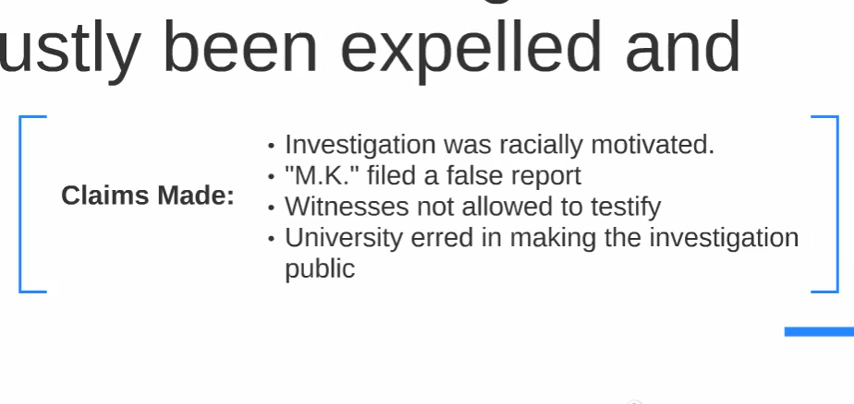 been expelled and
Claims Made:
• Investigation was racially motivated.
• "M.K." filed a false report
• Witnesses not allowed to testify
• University erred in making the investigation
public